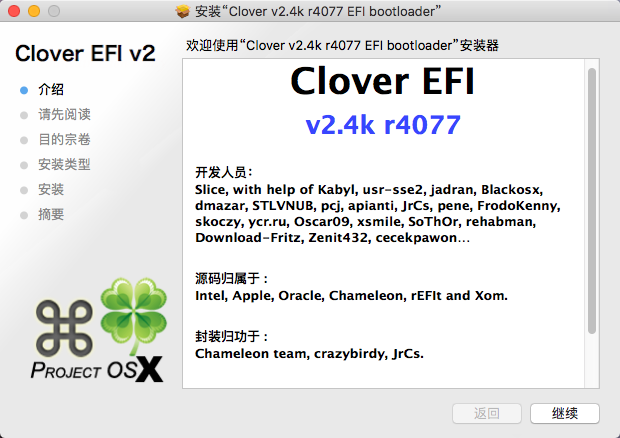 安装“Clover v2.4k r4077 EFI bootloader”
Clover EFI v2
欢迎使用“Clover v2.4k r4077 EFI bootloader”安装器
介绍
请先阅读
目的宗卷
安装类型
安装
摘要
Clover EFI
v2.4k r4077
开发人员：
Slice, with help of Kabyl, usr-sse2, jadran, Blackosx,
dmazar, STLVNUB, pcj, apianti, JrCs, pene, FrodoKenny,
skoczy, ycr.ru, Oscar09, xsmile, SoThOr, rehabman,
Download-Fritz, Zenit432, cecekpawon…
源码归属于：
Intel, Apple, Oracle, Chameleon, rEFIt and Xom.
封装归功于：
Chameleon team, crazybirdy, JrCs.
PROJECT OSX
返回
继续